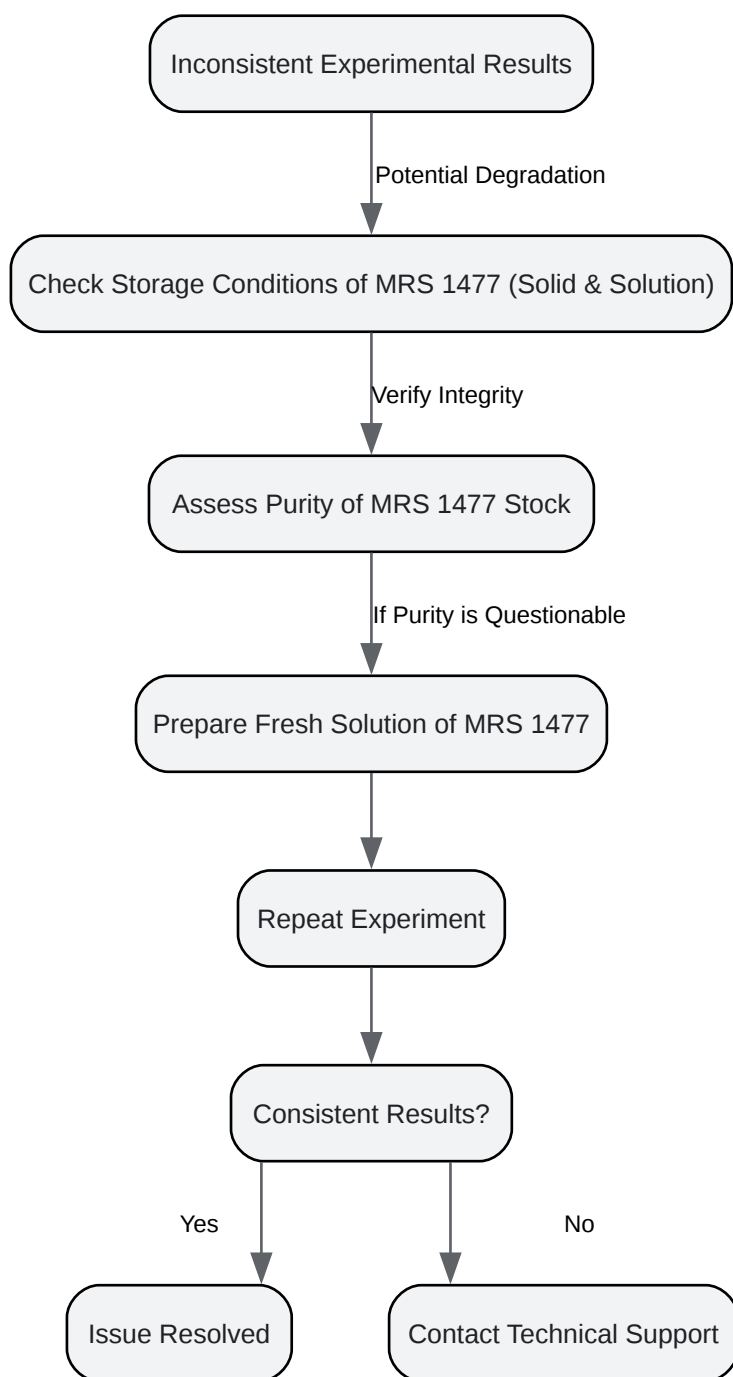 Inconsistent Experimental Results
Potential Degradation
Check Storage Conditions of MRS 1477 (Solid & Solution)
Verify Integrity
Assess Purity of MRS 1477 Stock
If Purity is Questionable
Prepare Fresh Solution of MRS 1477
Repeat Experiment
Consistent Results?
Yes
No
Issue Resolved
Contact Technical Support